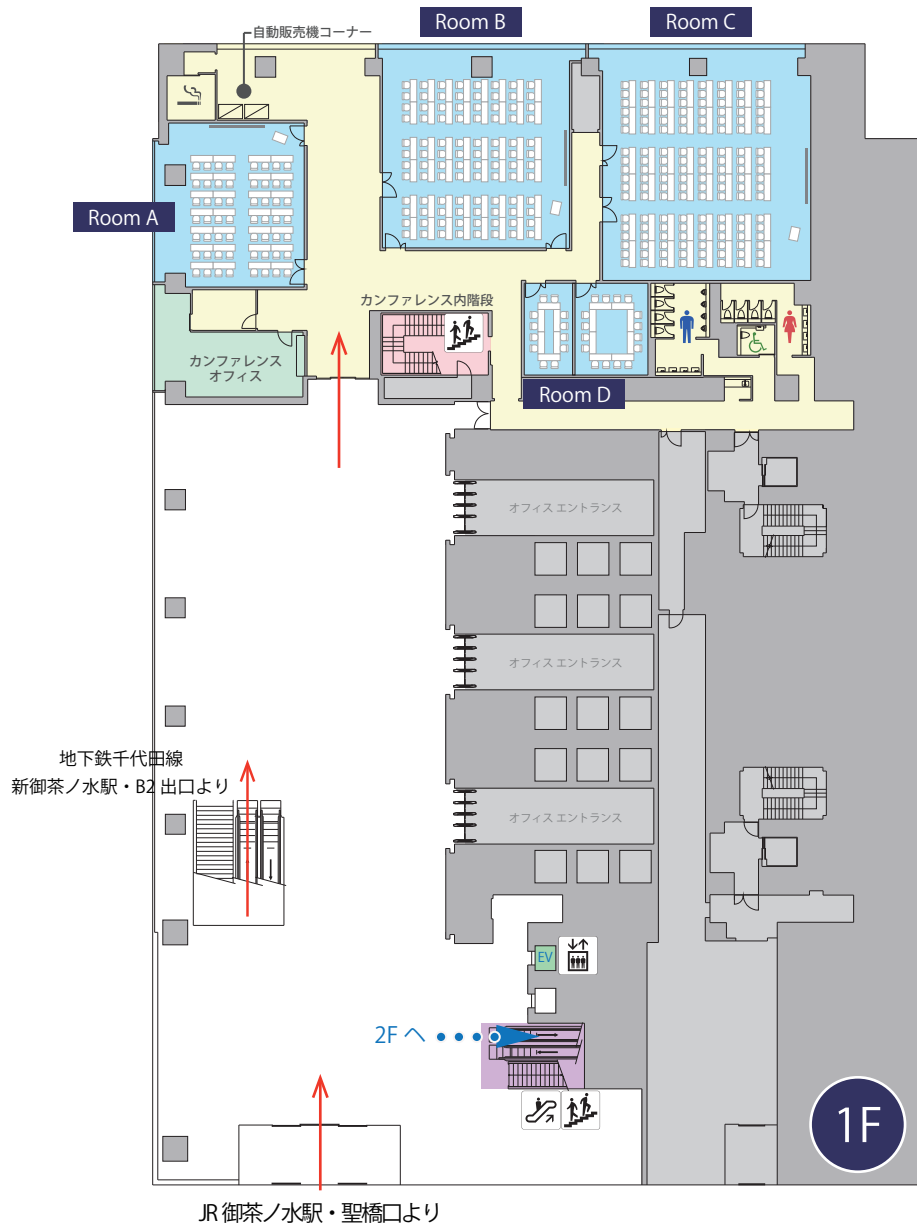 Room B
Room C
自動販売機コーナー
Room A
カンファレンス内階段
カンファレンス
オフィス
Room D
オフィス エントランス
オフィス エントランス
地下鉄千代田線
新御茶ノ水駅・B2 出口より
オフィス エントランス
EV
2F へ
1F
JR 御茶ノ水駅・聖橋口より